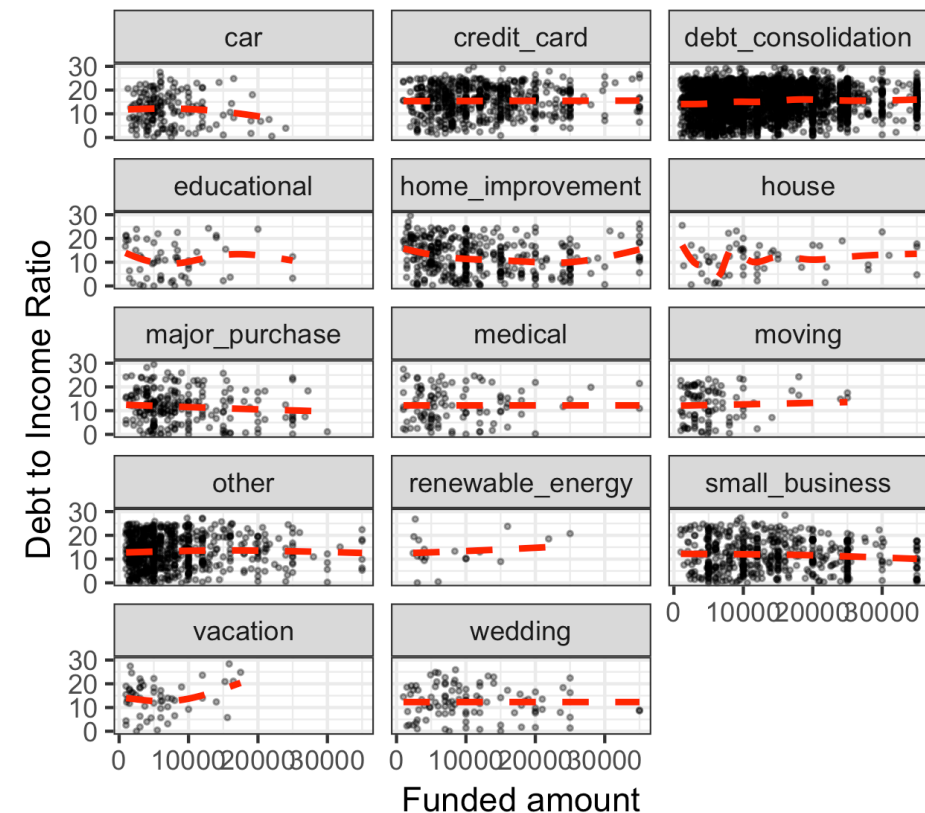 car credit_card debt_consolidation
30
20
10
0
educational home_improvement house
30
20
10
0
major_purchase medical moving
30
20
10
0
other renewable_energy small_business
30
20
10
0
0 10000 20000 30000
vacation wedding
30
20
10
0
0 10000 20000 30000 0 10000 20000 30000
Funded amount
Debt to Income Ratio